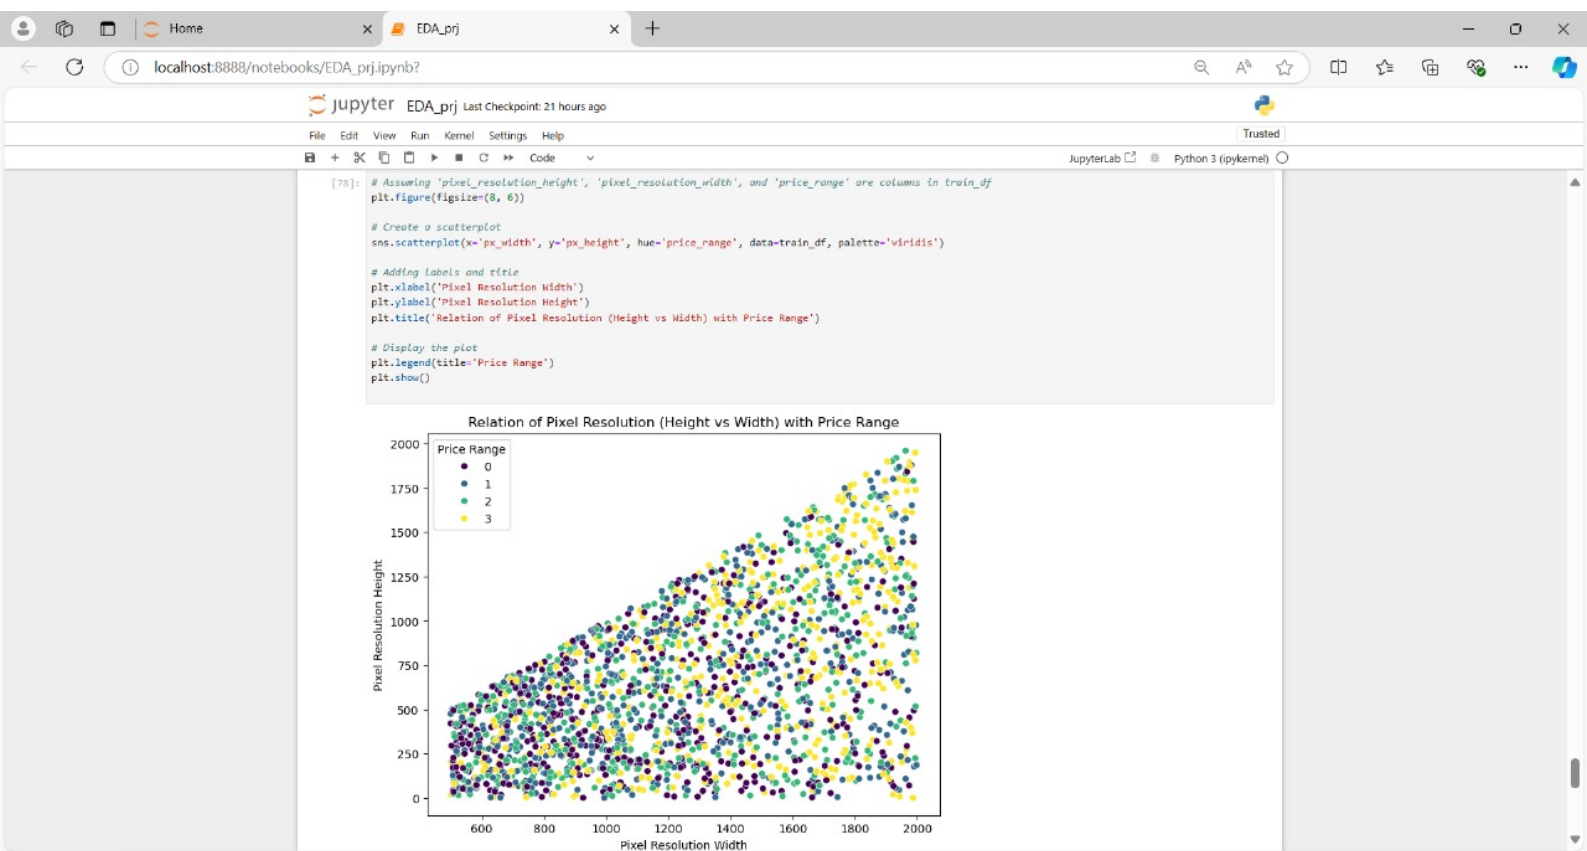 Home
EDA_prj
localhost:8888/notebooks/EDA_prj.ipynb?
jupyter EDA_prj Last Checkpoint: 21 hours ago
File Edit View Run Kernel Settings Help
Trusted
Code
JupyterLab
Python 3 (ipykernel)
[78]: # Assuming 'pixel_resolution_height', 'pixel_resolution_width', and 'price_range' are columns in train_df
plt.figure(figsize=(8, 6))
# Create a scatterplot
sns.scatterplot(x='px_width', y='px_height', hue='price_range', data=train_df, palette='viridis')
# Adding labels and title
plt.xlabel('Pixel Resolution Width')
plt.ylabel('Pixel Resolution Height')
plt.title('Relation of Pixel Resolution (Height vs Width) with Price Range')
# Display the plot
plt.legend(title='Price Range')
plt.show()
Relation of Pixel Resolution (Height vs Width) with Price Range
Price Range
0
1
2
3
2000
1750
1500
1250
1000
750
500
250
0
Pixel Resolution Height
600 800 1000 1200 1400 1600 1800 2000
Pixel Resolution Width